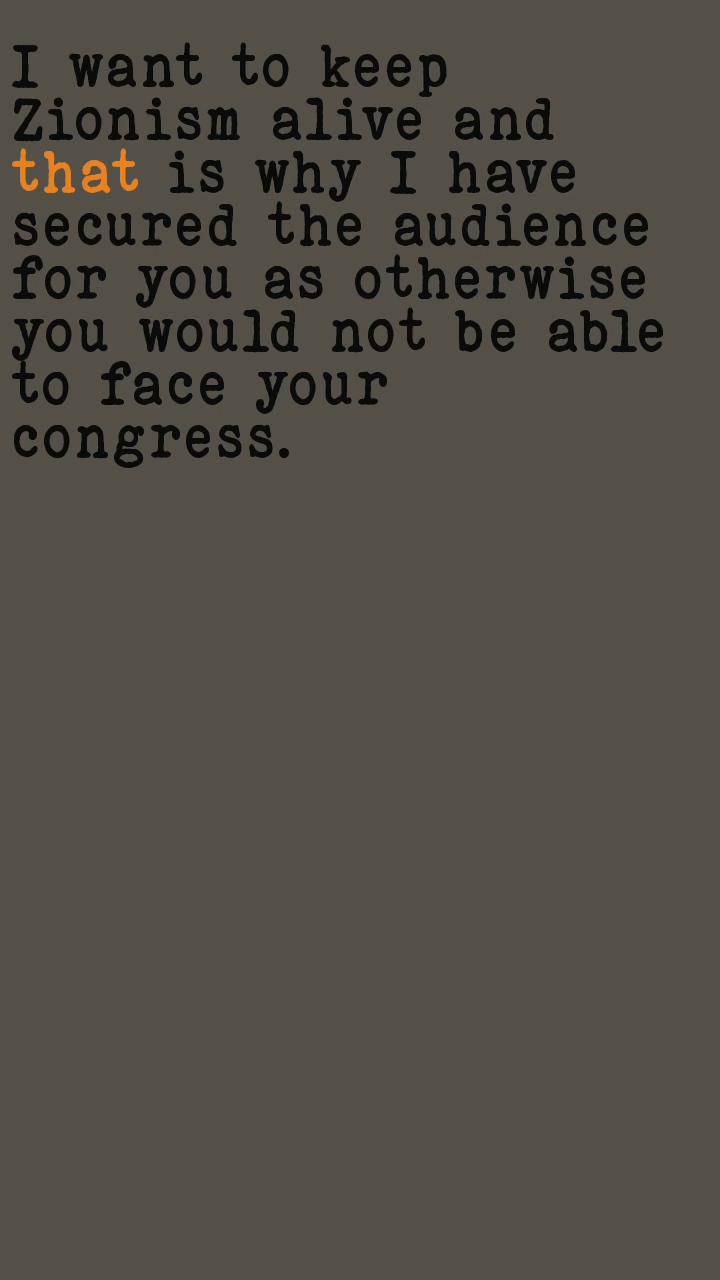 I want to keep
Zionism alive and
that is why I have
secured the audience
for you as otherwise
you would not be able
to face your
congress.